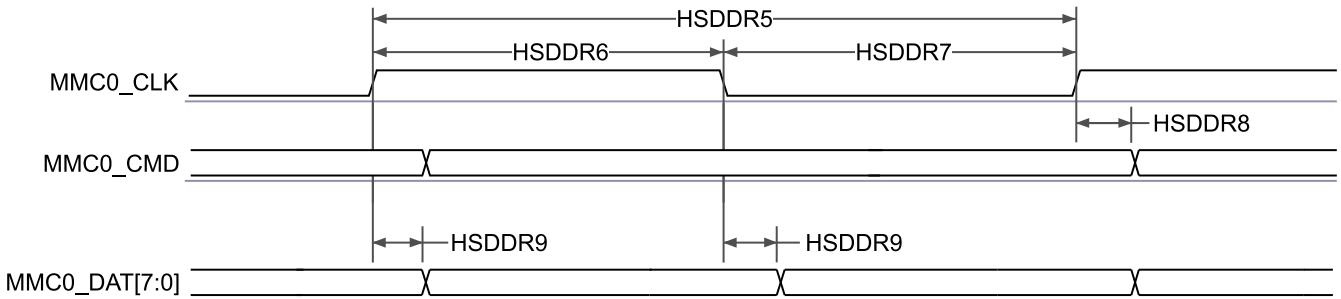 HSDDR5
HSDDR6 HSDDR7
MMC0_CLK
HSDDR8
MMC0_CMD
HSDDR9 HSDDR9
MMC0_DAT[7:0]